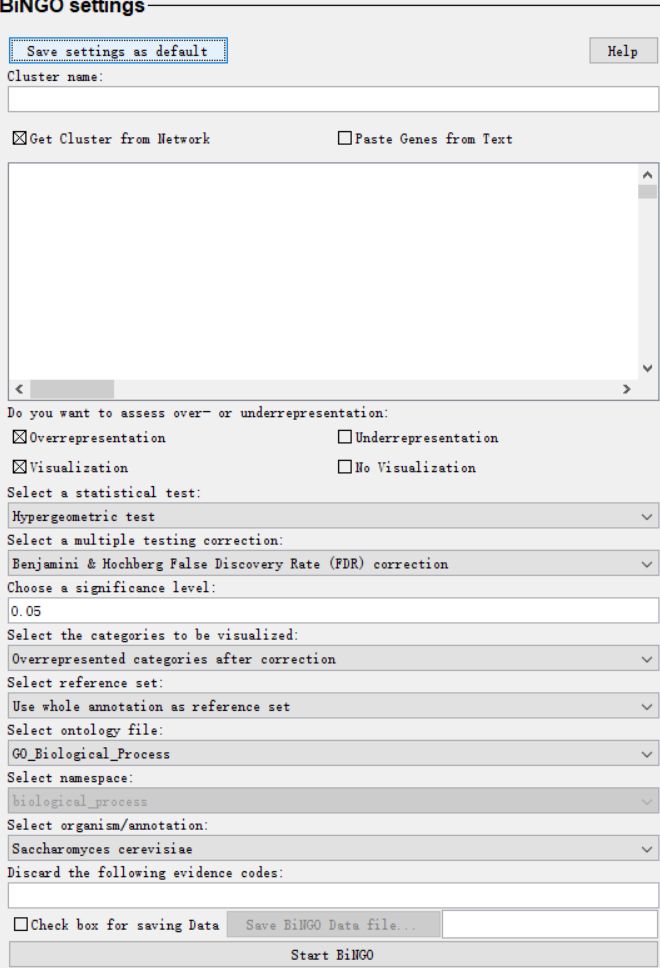 BiNGO settings
Save settings as default Help
Cluster name:
Get Cluster from Network Paste Genes from Text
Do you want to assess over- or underrepresentation:
Overrepresentation Underrepresentation
Visualization No Visualization
Select a statistical test:
Hypergeometric test
Select a multiple testing correction:
Benjamini & Hochberg False Discovery Rate (FDR) correction
Choose a significance level:
0.05
Select the categories to be visualized:
Overrepresented categories after correction
Select reference set:
Use whole annotation as reference set
Select ontology file:
GO_Biological_Process
Select namespace:
biological_process
Select organism/annotation:
Saccharomyces cerevisiae
Discard the following evidence codes:
Check box for saving Data Save BiNGO Data file...
Start BiNGO